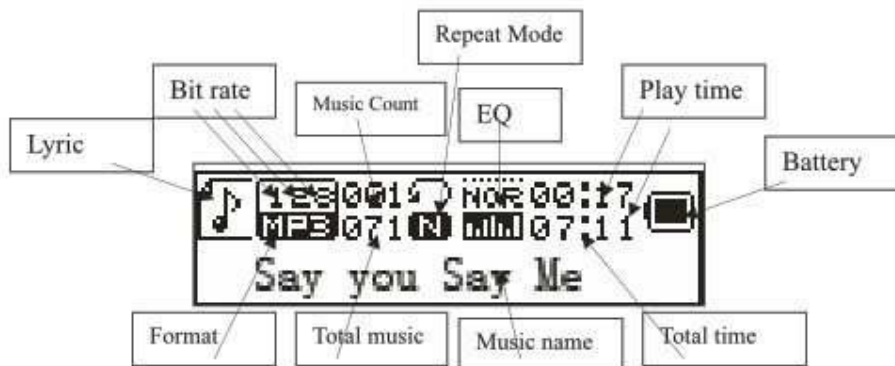 Repeat Mode
Bit rate
Music Count
EQ
Play time
Lyric
Battery
128 001 NOR 00:17
MP3 071 N 07:11
Say you Say Me
Format
Total music
Music name
Total time